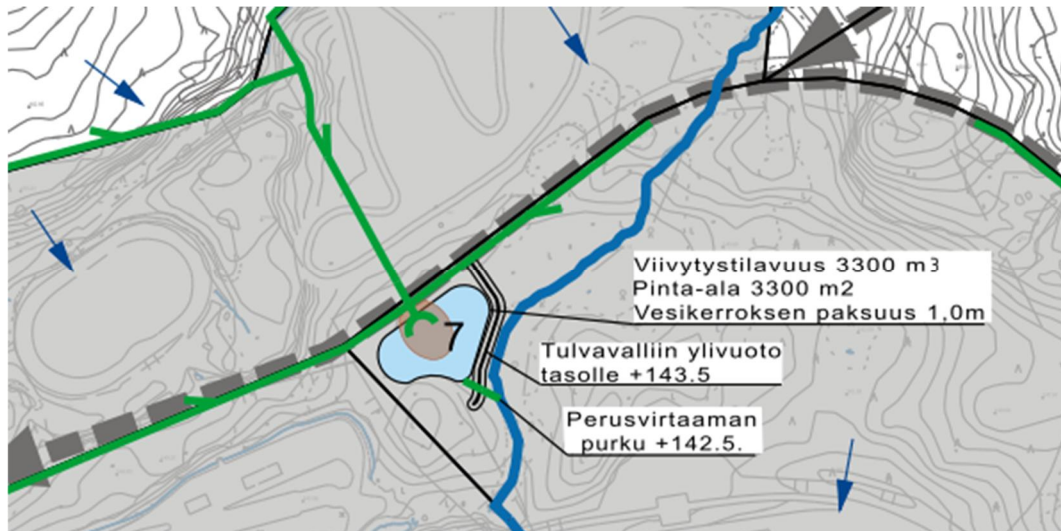 Viivytystilavuus 3300 m3
Pinta-ala 3300 m2
Vesikerroksen paksuus 1,0m
7
Tulvavalliin ylivuoto
tasolle +143.5
Perusvirtaaman
purku +142.5.